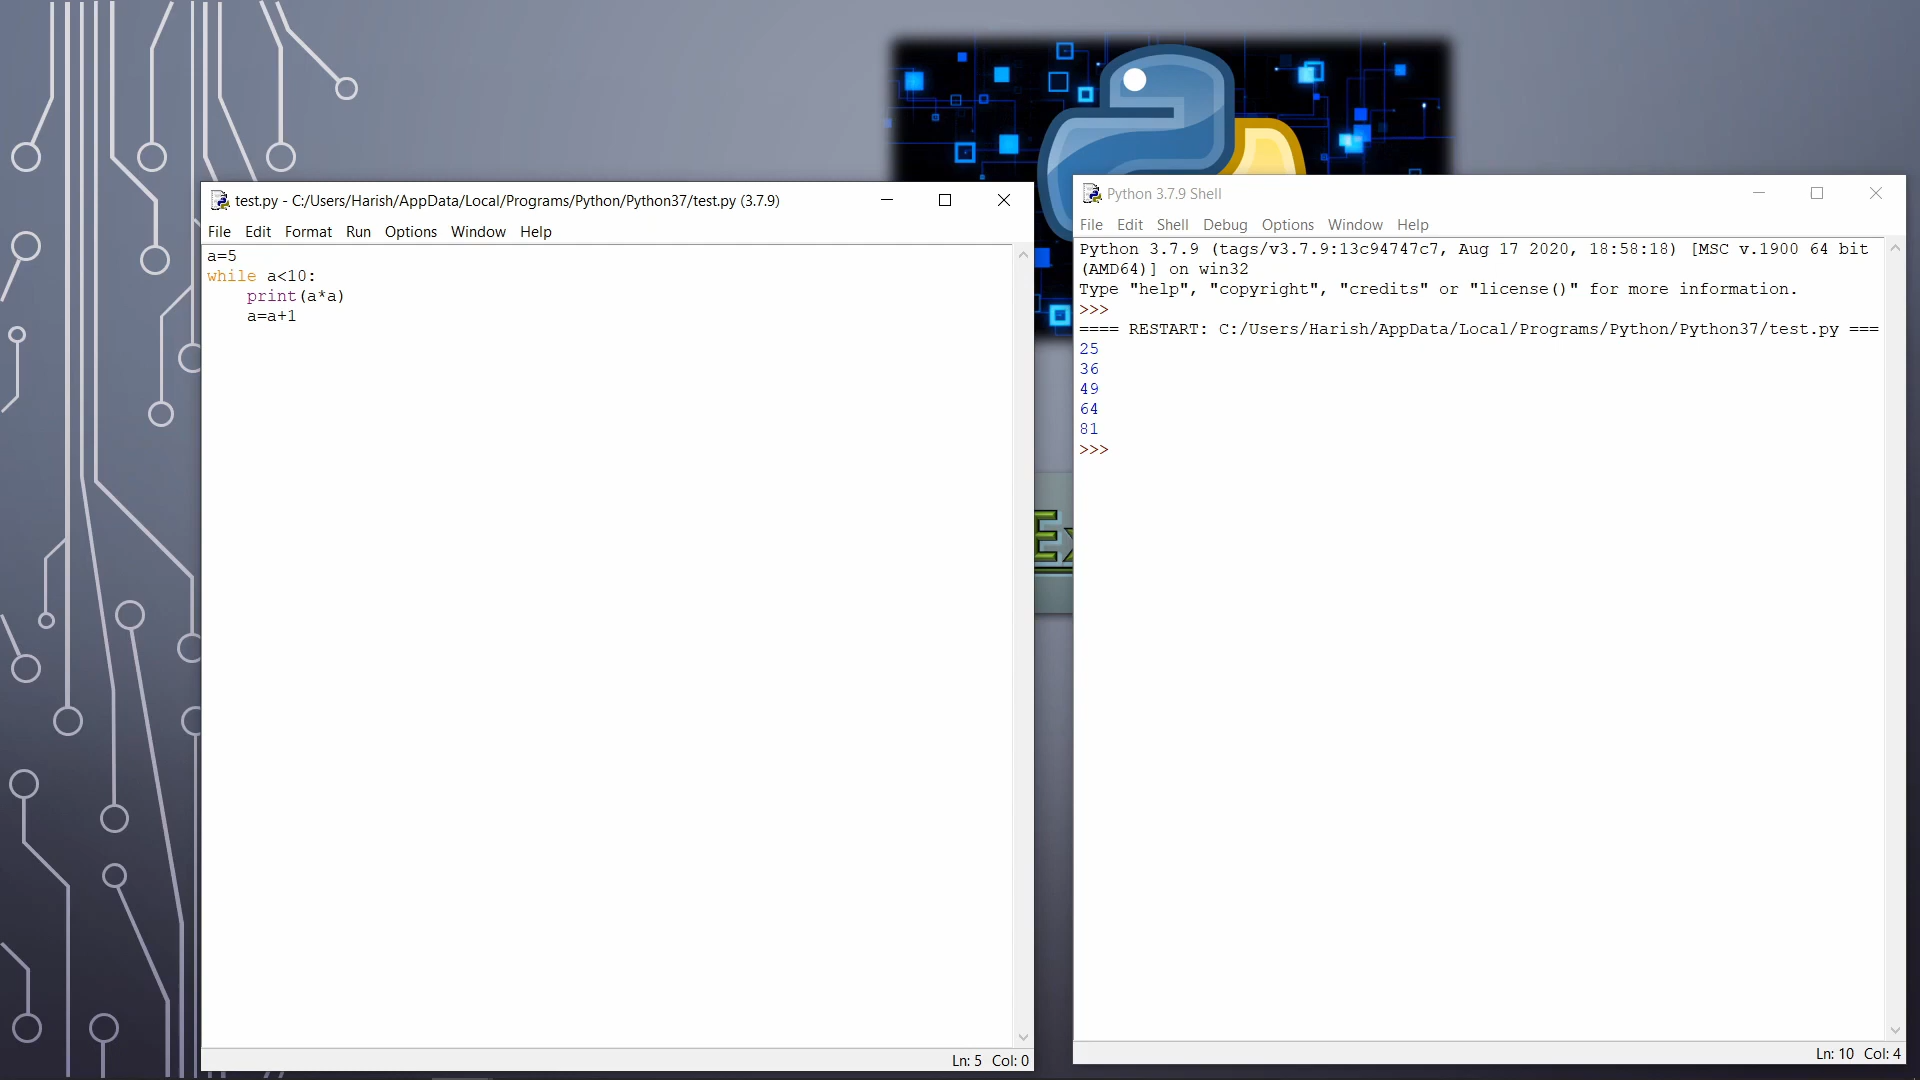 test.py - C:/Users/Harish/AppData/Local/Programs/Python/Python37/test.py (3.7.9)
File Edit Format Run Options Window Help
a=5
while a<10:
    print(a*a)
    a=a+1
Ln: 5 Col: 0
Ex
Python 3.7.9 Shell
File Edit Shell Debug Options Window Help
Python 3.7.9 (tags/v3.7.9:13c94747c7, Aug 17 2020, 18:58:18) [MSC v.1900 64 bit
(AMD64)] on win32
Type "help", "copyright", "credits" or "license()" for more information.
>>>
==== RESTART: C:/Users/Harish/AppData/Local/Programs/Python/Python37/test.py ===
25
36
49
64
81
>>>
Ln: 10 Col: 4